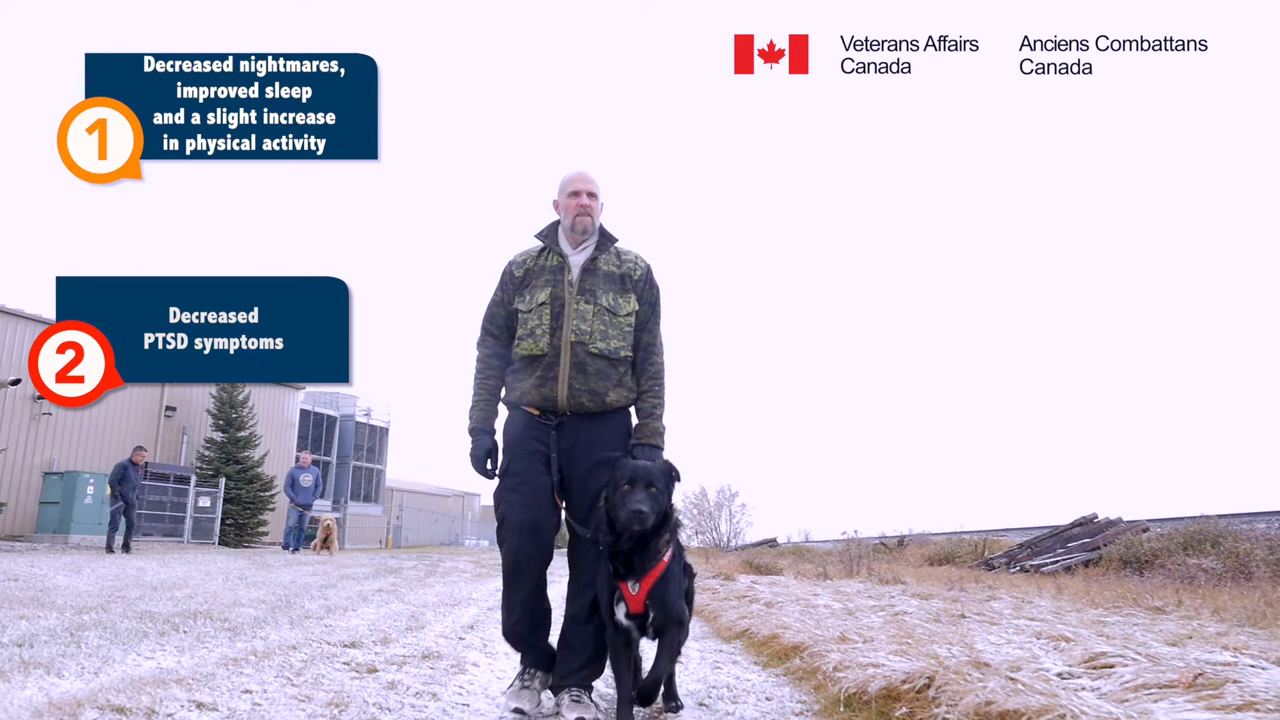 Decreased nightmares,
improved sleep
and a slight increase
in physical activity
1
Decreased
PTSD symptoms
2
Veterans Affairs
Canada
Anciens Combattans
Canada